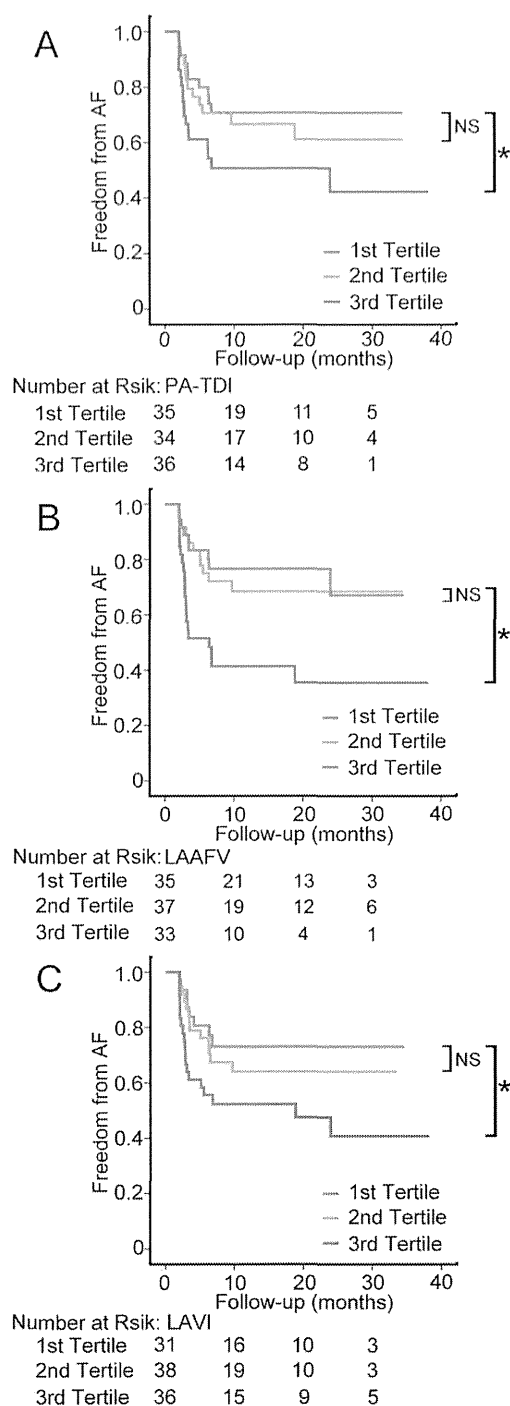 A
Freedom from AF
1.0
0.8
0.6
0.4
0.2
0
NS
*
1st Tertile
2nd Tertile
3rd Tertile
0 10 20 30 40
Follow-up (months)
Number at Rsik: PA-TDI
1st Tertile 35 19 11 5
2nd Tertile 34 17 10 4
3rd Tertile 36 14 8 1
B
Freedom from AF
1.0
0.8
0.6
0.4
0.2
0
NS
*
1st Tertile
2nd Tertile
3rd Tertile
0 10 20 30 40
Follow-up (months)
Number at Rsik: LAAFV
1st Tertile 35 21 13 3
2nd Tertile 37 19 12 6
3rd Tertile 33 10 4 1
C
Freedom from AF
1.0
0.8
0.6
0.4
0.2
0
NS
*
1st Tertile
2nd Tertile
3rd Tertile
0 10 20 30 40
Follow-up (months)
Number at Rsik: LAVI
1st Tertile 31 16 10 3
2nd Tertile 38 19 10 3
3rd Tertile 36 15 9 5